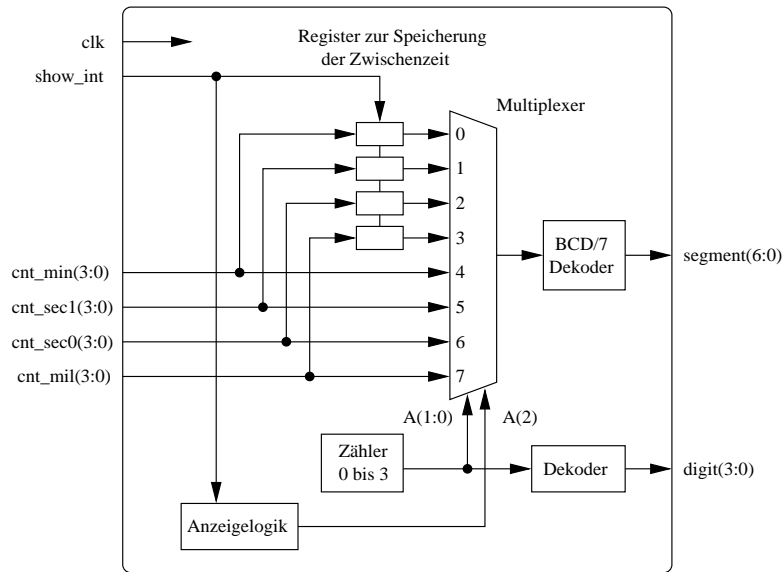 clk
Register zur Speicherung
der Zwischenzeit
show_int
Multiplexer
0
1
2
3
4
5
6
7
cnt_min(3:0)
cnt_sec1(3:0)
cnt_sec0(3:0)
cnt_mil(3:0)
BCD/7
Dekoder
segment(6:0)
A(1:0)
A(2)
Zähler
0 bis 3
Dekoder
digit(3:0)
Anzeigelogik